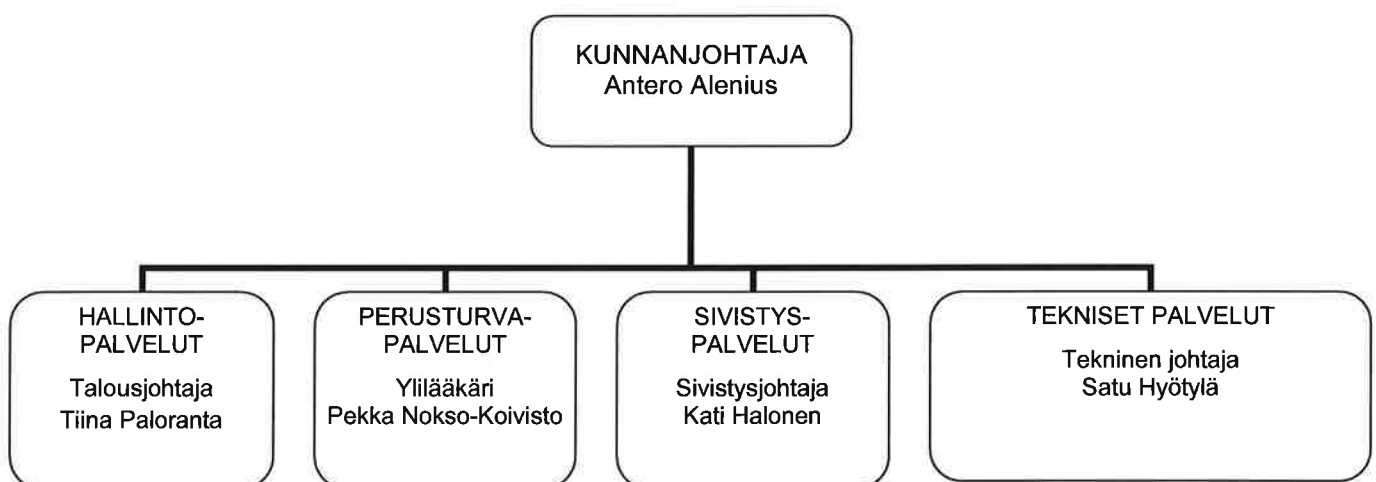 KUNNANJOHTAJA
Antero Alenius
HALLINTO-
PALVELUT
Talousjohtaja
Tiina Paloranta
PERUSTURVA-
PALVELUT
Ylilääkäri
Pekka Nokso-Koivisto
SIVISTYS-
PALVELUT
Sivistysjohtaja
Kati Halonen
TEKNISET PALVELUT
Tekninen johtaja
Satu Hyötylä